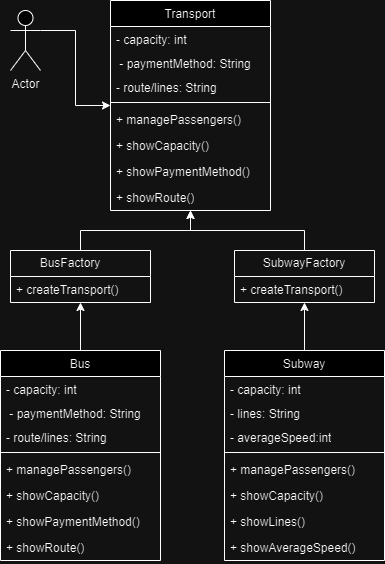 Transport
- capacity: int
- paymentMethod: String
- route/lines: String
+ managePassengers()
+ showCapacity()
+ showPaymentMethod()
+ showRoute()
Actor
BusFactory
+ createTransport()
SubwayFactory
+ createTransport()
Bus
- capacity: int
- paymentMethod: String
- route/lines: String
+ managePassengers()
+ showCapacity()
+ showPaymentMethod()
+ showRoute()
Subway
- capacity: int
- lines: String
- averageSpeed:int
+ managePassengers()
+ showCapacity()
+ showLines()
+ showAverageSpeed()